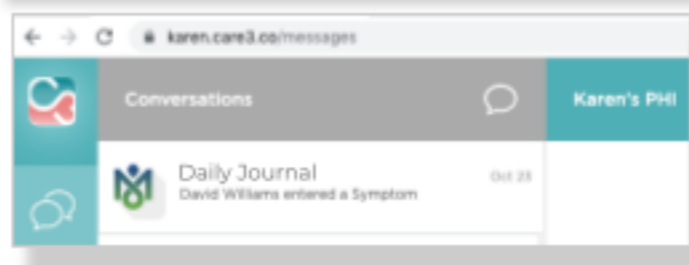 karen.care3.co/messages
Conversations
Karen's PHI
Daily Journal
Oct 23
David Williams entered a Symptom